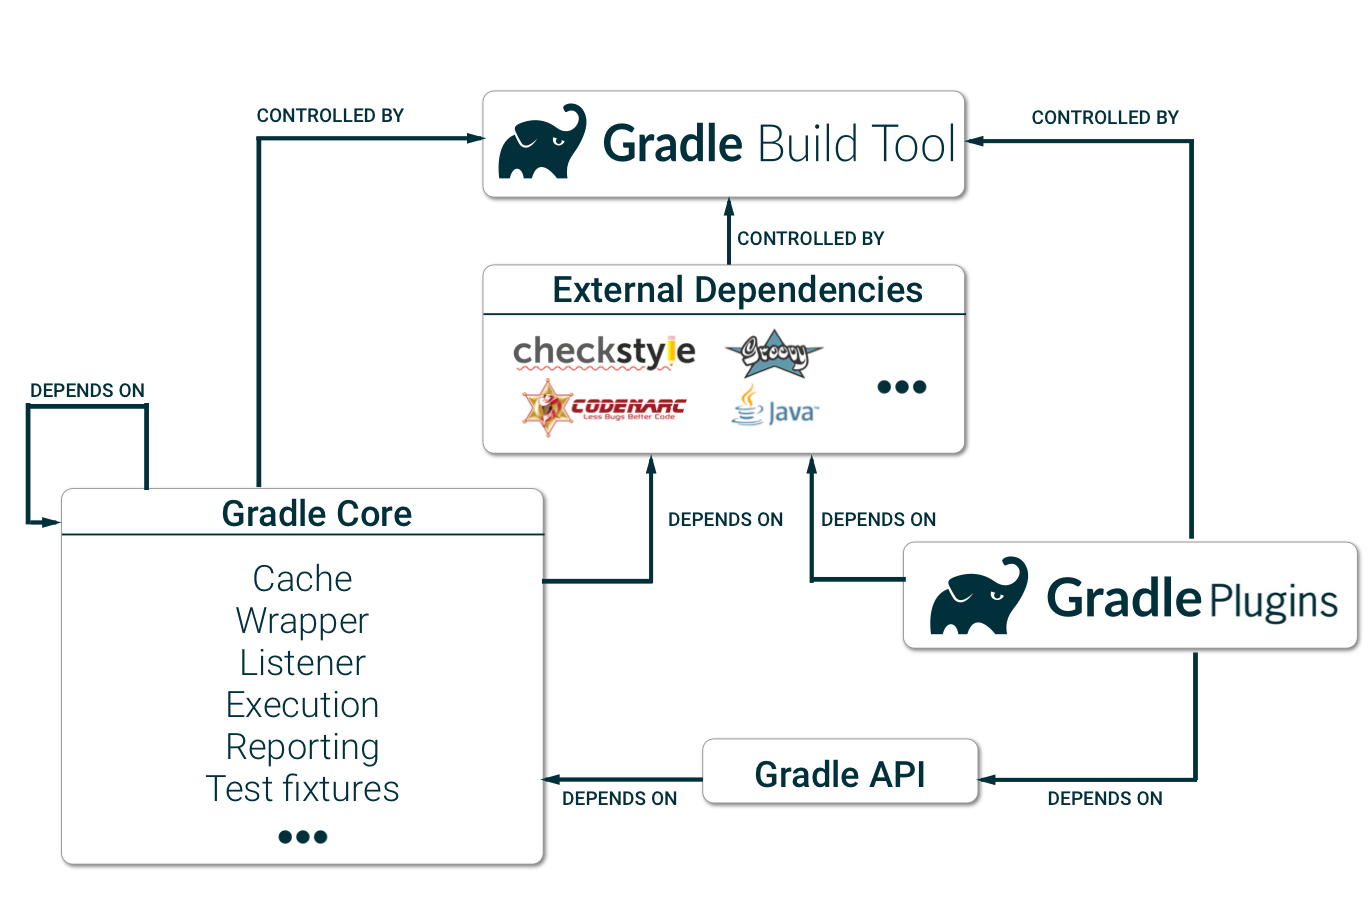 CONTROLLED BY
CONTROLLED BY
Gradle Build Tool
CONTROLLED BY
External Dependencies
checkstyle
Groovy
CODENARC
Less Bugs Better Code
Java™
DEPENDS ON
Gradle Core
DEPENDS ON
DEPENDS ON
Cache
Wrapper
Listener
Execution
Reporting
Test fixtures
Gradle Plugins
Gradle API
DEPENDS ON
DEPENDS ON